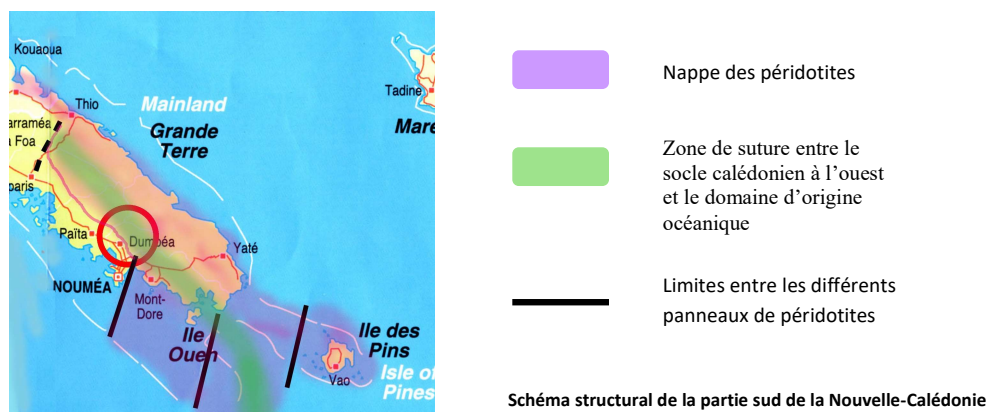 Kouaoua
Thio
Mainland
Grande
Terre
Tadine
Mare
arraméa
a Foa
paris
Païta
Dumbéa
NOUMÉA
Yaté
Mont-
Dore
Ile
Ouen
Ile des
Pins
Vao
Isle of
Pines
Nappe des péridotites
Zone de suture entre le
socle calédonien à l’ouest
et le domaine d’origine
océanique
Limites entre les différents
panneaux de péridotites
Schéma structural de la partie sud de la Nouvelle-Calédonie